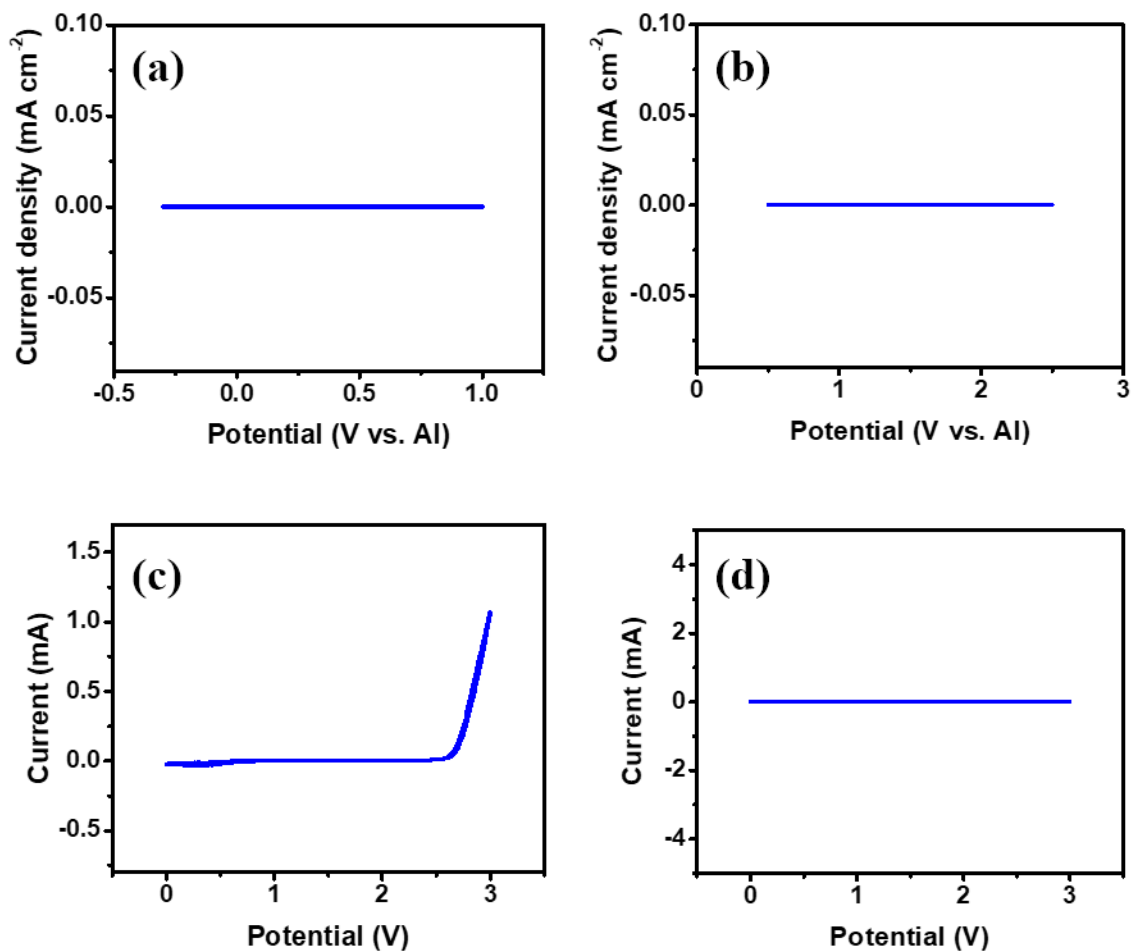 (a)
Current density (mA cm-2)
0.10
0.05
0.00
-0.05
-0.5
0.0
0.5
1.0
Potential (V vs. Al)
(b)
Current density (mA cm-2)
0.10
0.05
0.00
-0.05
0
1
2
3
Potential (V vs. Al)
(c)
Current (mA)
1.5
1.0
0.5
0.0
-0.5
0
1
2
3
Potential (V)
(d)
Current (mA)
4
2
0
-2
-4
0
1
2
3
Potential (V)